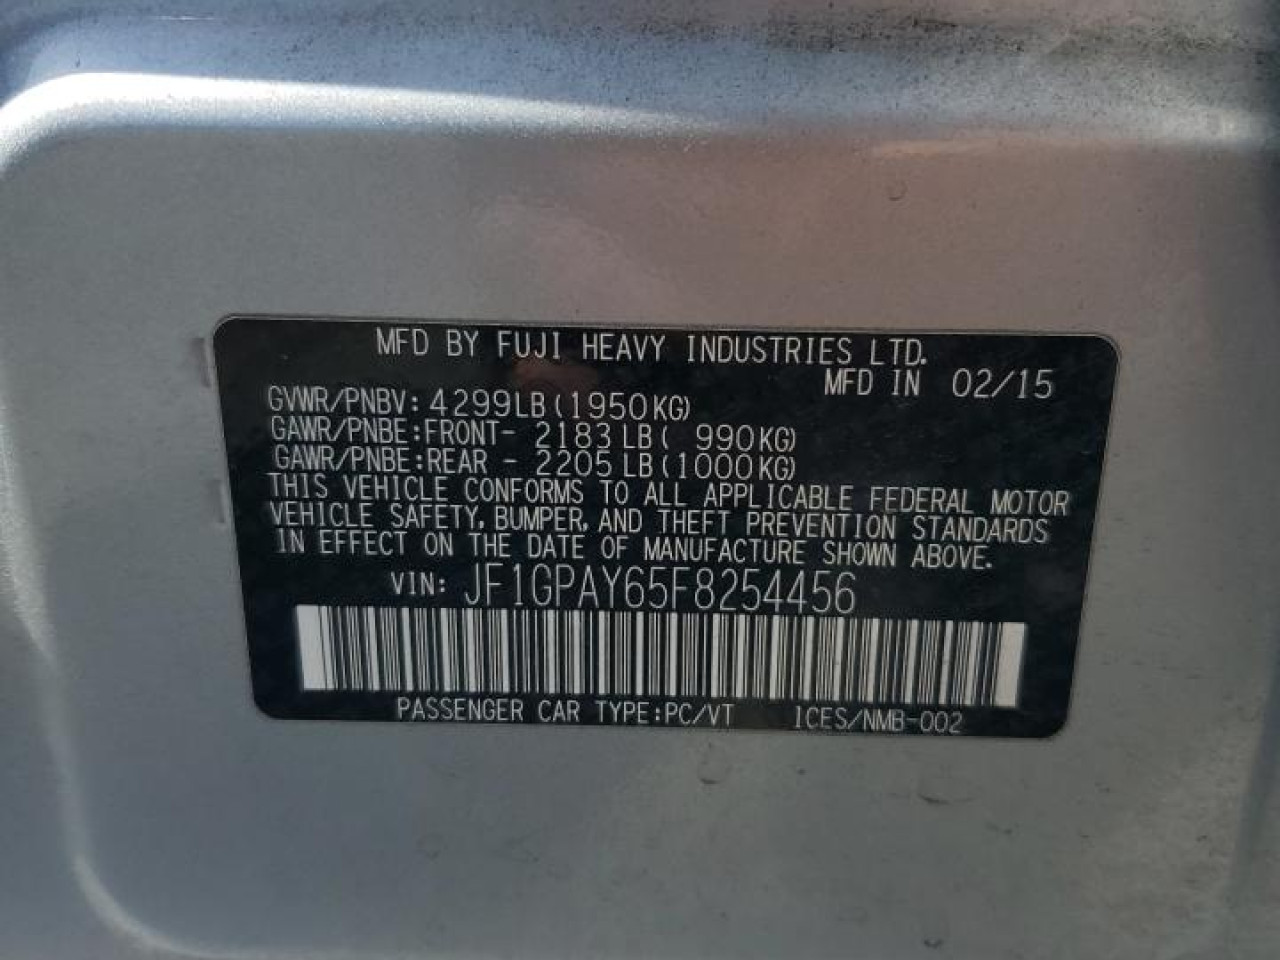 MFD BY FUJI HEAVY INDUSTRIES LTD.
MFD IN 02/15
GVWR/PNBV: 4299LB(1950KG)
GAWR/PNBE:FRONT- 2183LB( 990KG)
GAWR/PNBE:REAR - 2205LB(1000KG)
THIS VEHICLE CONFORMS TO ALL APPLICABLE FEDERAL MOTOR
VEHICLE SAFETY, BUMPER, AND THEFT PREVENTION STANDARDS
IN EFFECT ON THE DATE OF MANUFACTURE SHOWN ABOVE.
VIN: JF1GPAY65F8254456
PASSENGER CAR TYPE:PC/VT 1CES/NMB-002